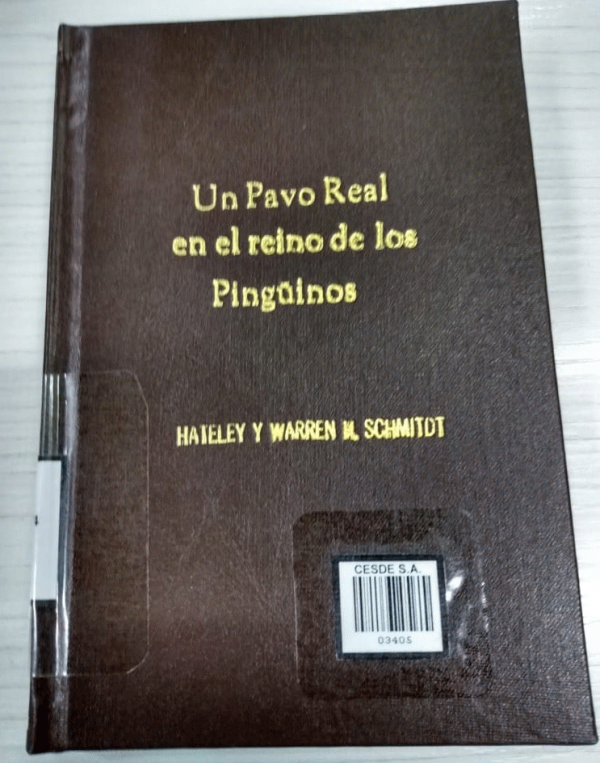 Un Pavo Real
en el reino de los
Pingüinos
HATELEY Y WARREN H. SCHMITDT
CESDE S.A.
03405